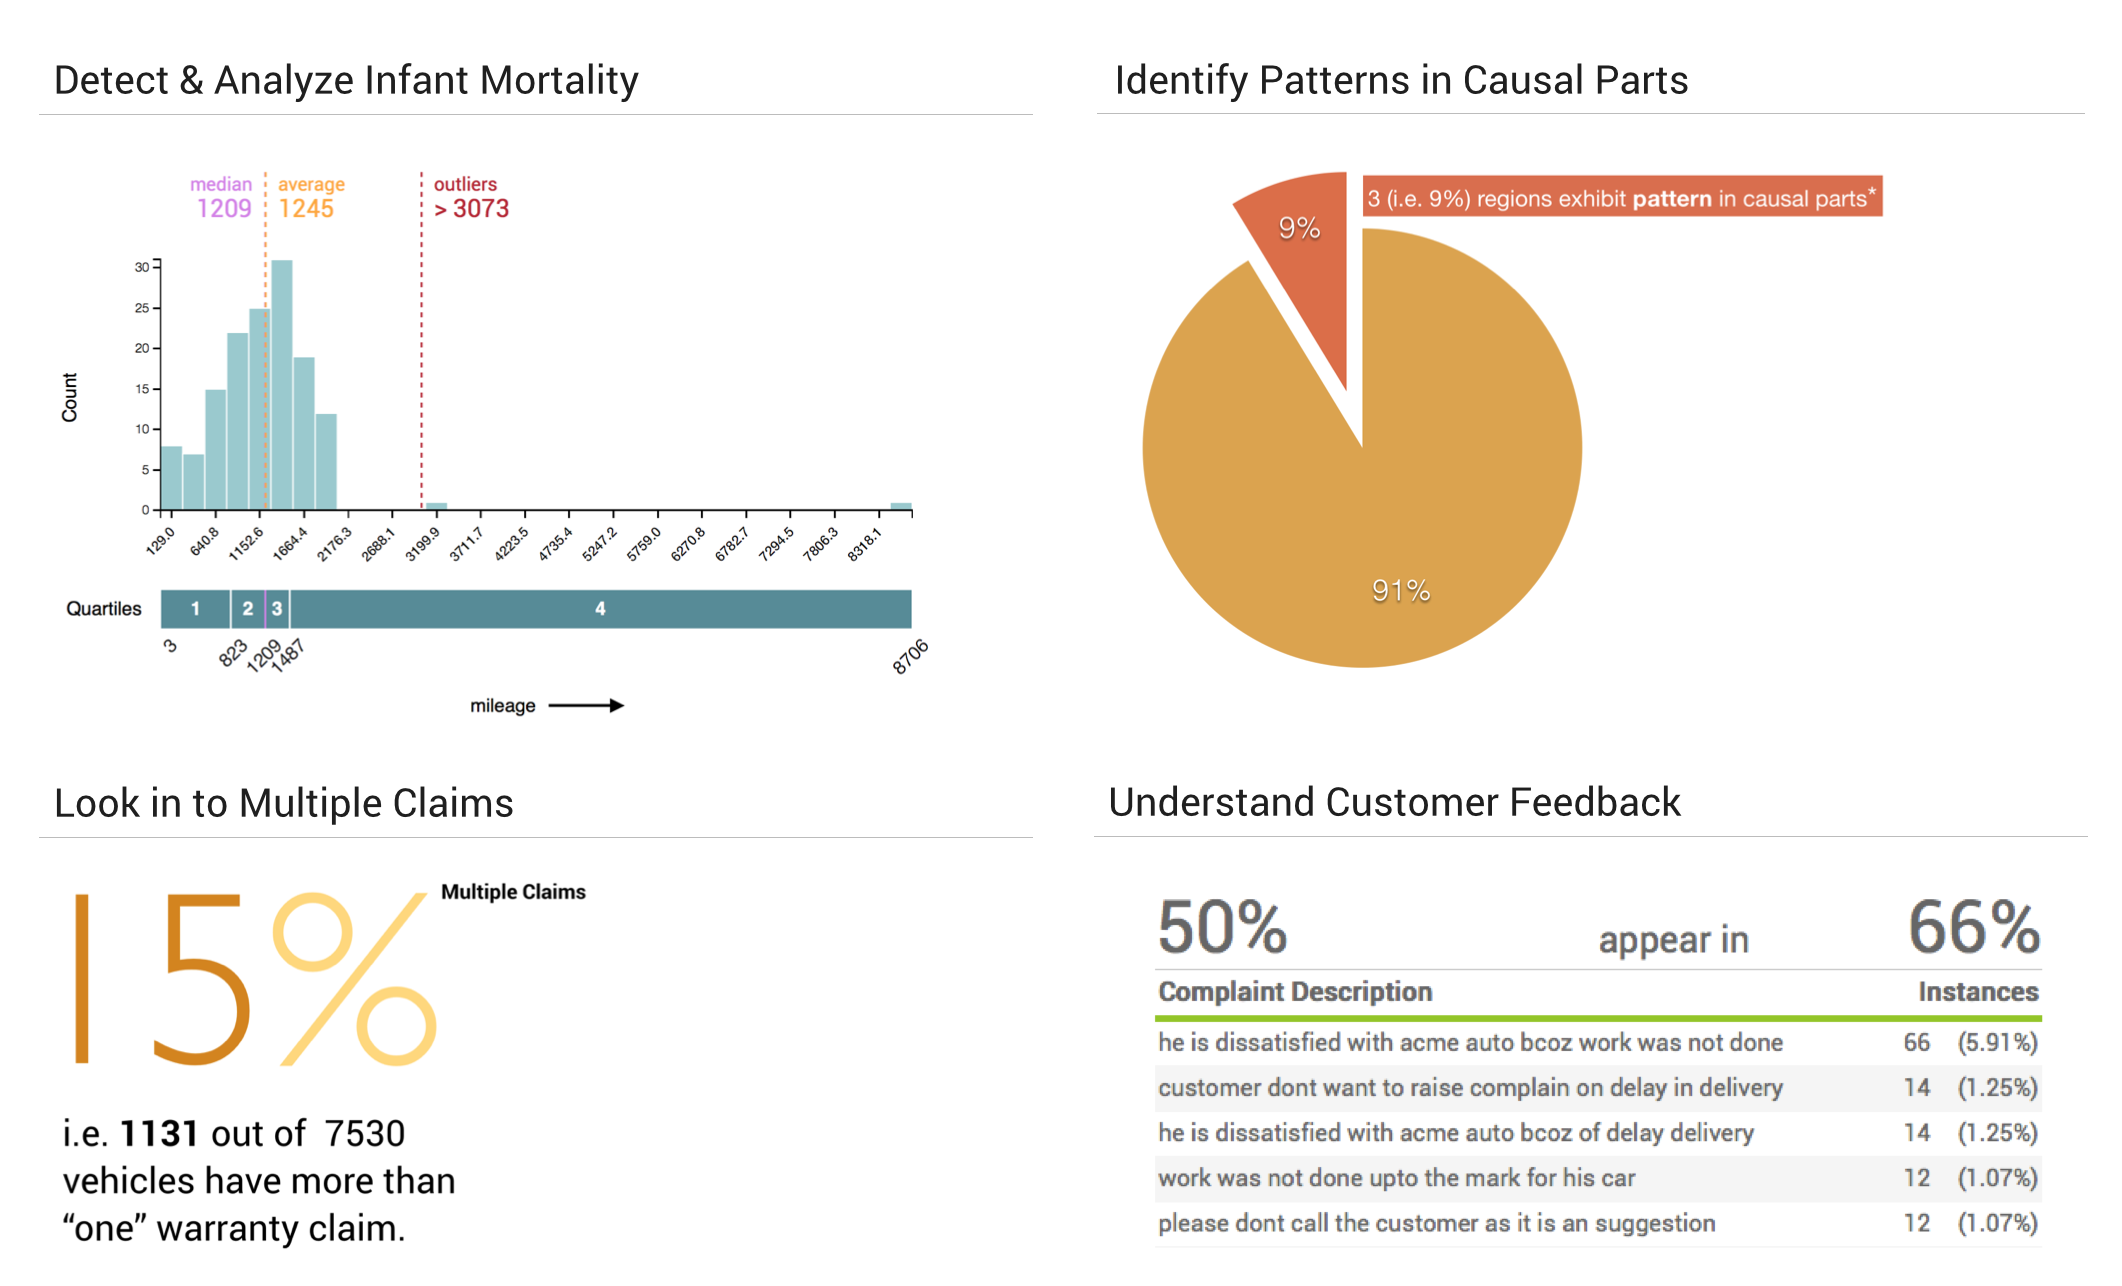 Detect & Analyze Infant Mortality
median
1209
average
1245
outliers
> 3073
Count
30
25
20
15
10
5
0
129.0
640.8
1152.6
1664.4
2176.3
2688.1
3199.9
3711.7
4223.5
4735.4
5247.2
5759.0
6270.8
6782.7
7294.5
7806.3
8318.1
Quartiles
1
2
3
4
3
823
1209
1487
8706
mileage
Identify Patterns in Causal Parts
3 (i.e. 9%) regions exhibit pattern in causal parts*
9%
91%
Look in to Multiple Claims
15%
Multiple Claims
i.e. 1131 out of 7530
vehicles have more than
“one” warranty claim.
Understand Customer Feedback
50% appear in 66%
Complaint Description Instances
he is dissatisfied with acme auto bcoz work was not done 66 (5.91%)
customer dont want to raise complain on delay in delivery 14 (1.25%)
he is dissatisfied with acme auto bcoz of delay delivery 14 (1.25%)
work was not done upto the mark for his car 12 (1.07%)
please dont call the customer as it is an suggestion 12 (1.07%)